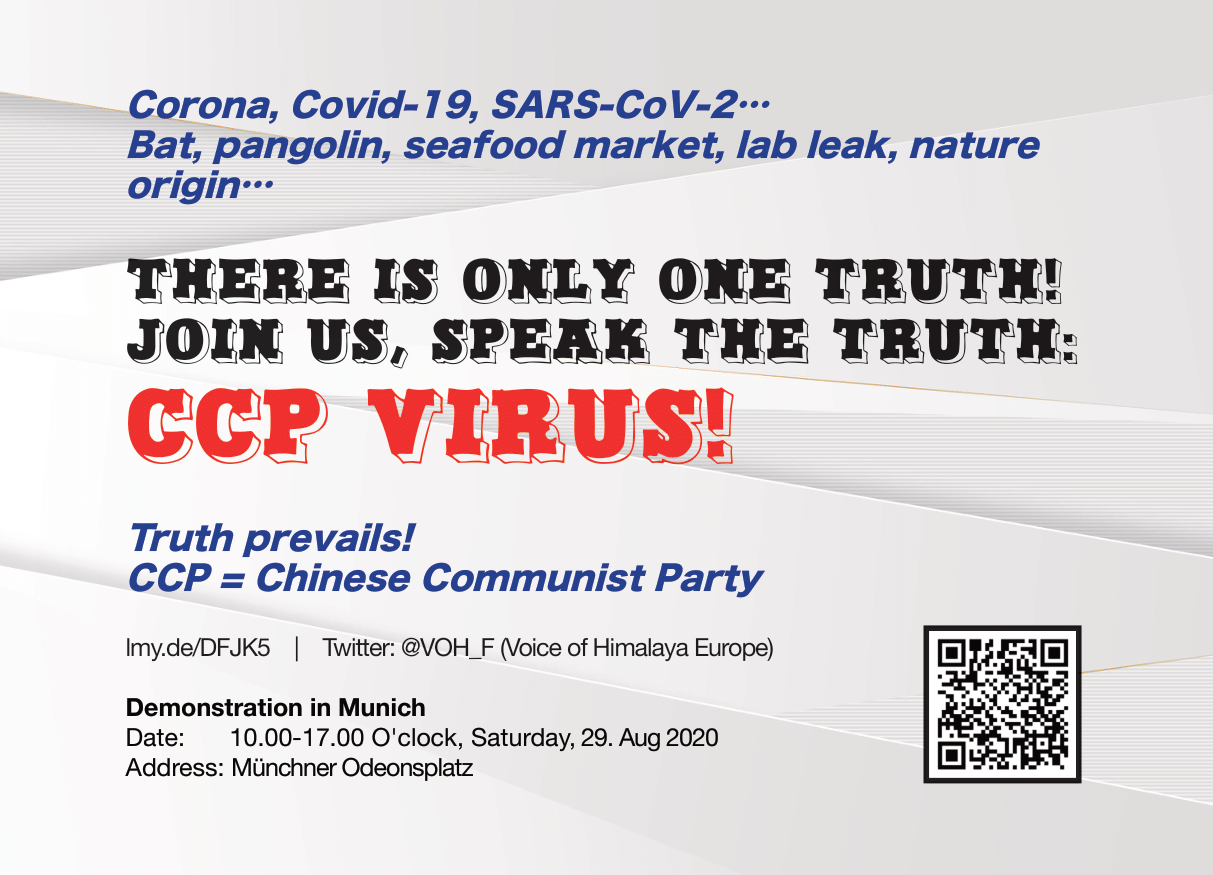 Corona, Covid-19, SARS-CoV-2···
Bat, pangolin, seafood market, lab leak, nature
origin···
THERE IS ONLY ONE TRUTH!
JOIN US, SPEAK THE TRUTH:
CCP VIRUS!
Truth prevails!
CCP = Chinese Communist Party
lmy.de/DFJK5 | Twitter: @VOH_F (Voice of Himalaya Europe)
Demonstration in Munich
Date: 10.00-17.00 O'clock, Saturday, 29. Aug 2020
Address: Münchner Odeonsplatz